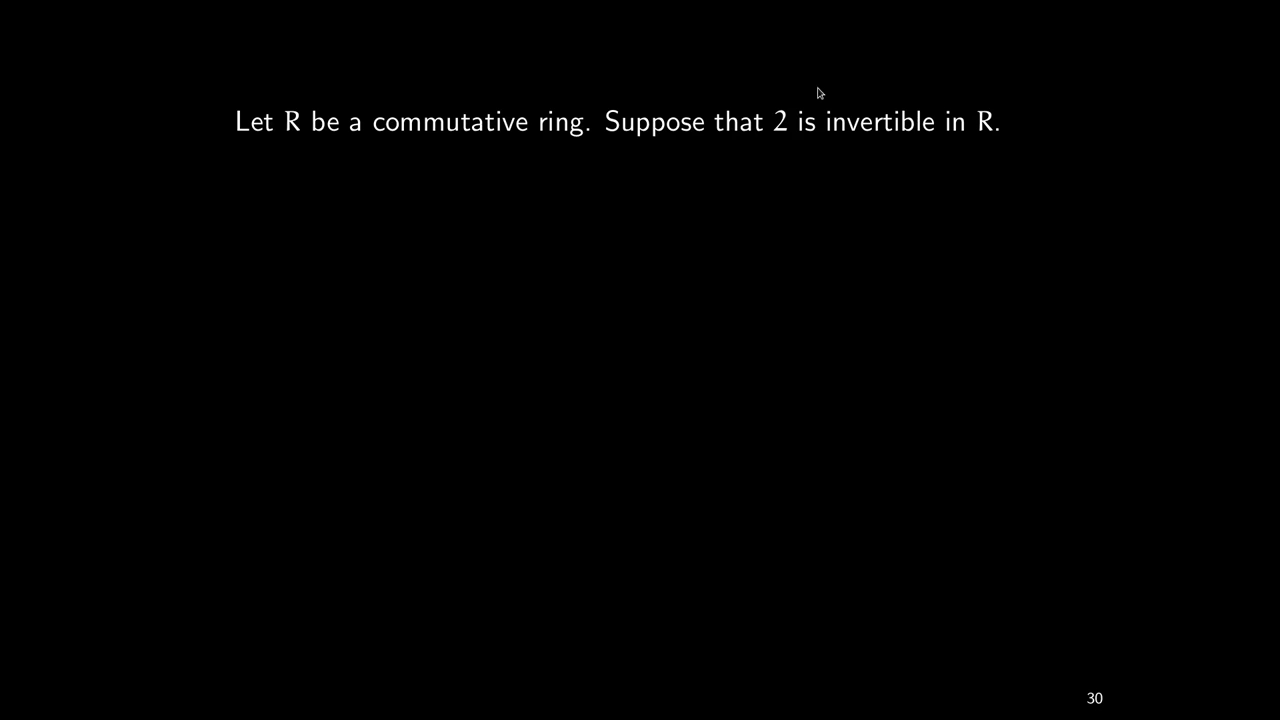 Let R be a commutative ring. Suppose that 2 is invertible in R.
30